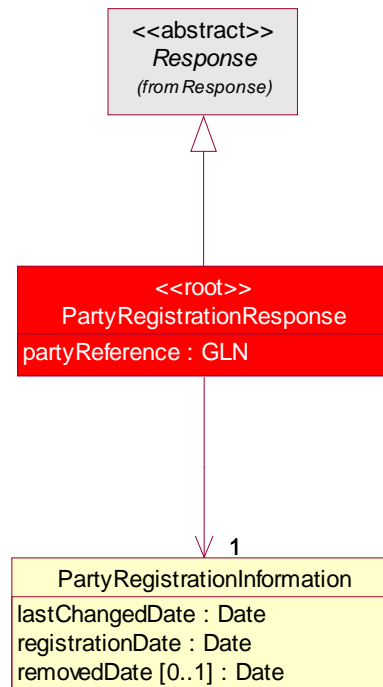 <<abstract>>
Response
(from Response)
<<root>>
PartyRegistrationResponse
partyReference : GLN
1
PartyRegistrationInformation
lastChangedDate : Date
registrationDate : Date
removedDate [0..1] : Date